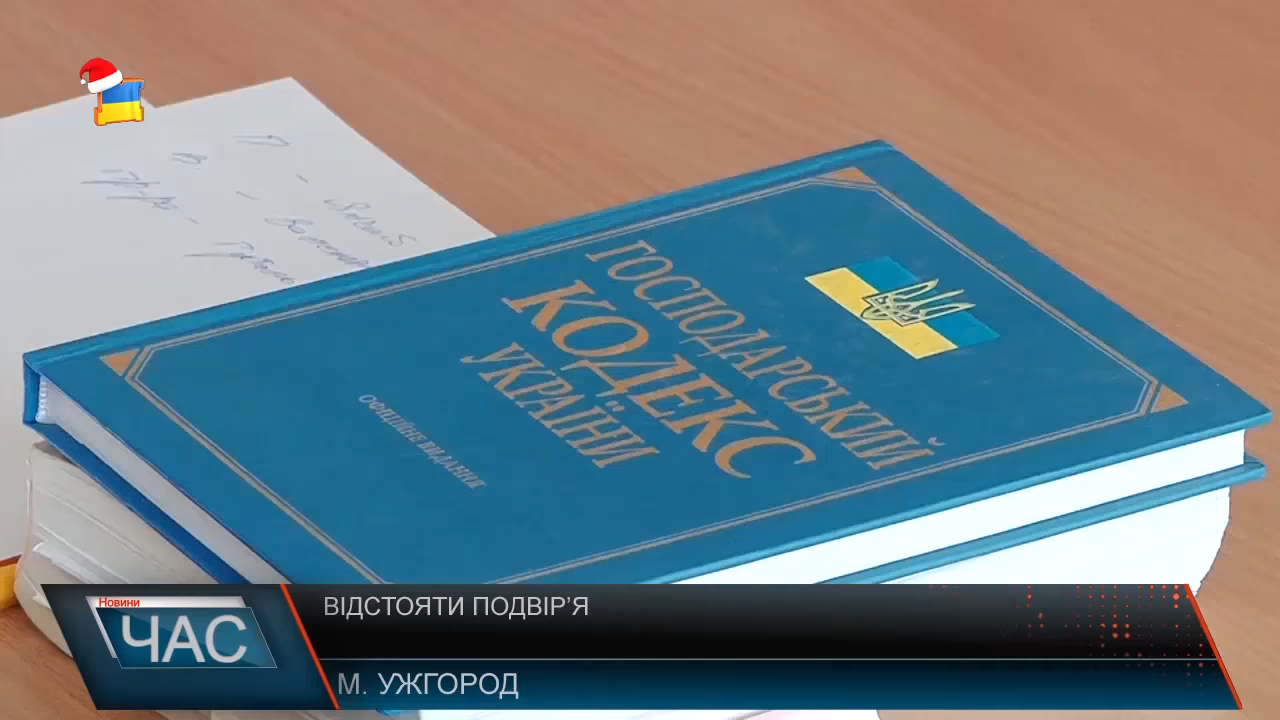 ГОСПОДАРСЬКИЙ
КОДЕКС
УКРАЇНИ
ОФІЦІЙНЕ ВИДАННЯ
Новини
ЧАС
ВІДСТОЯТИ ПОДВІР’Я
М. УЖГОРОД